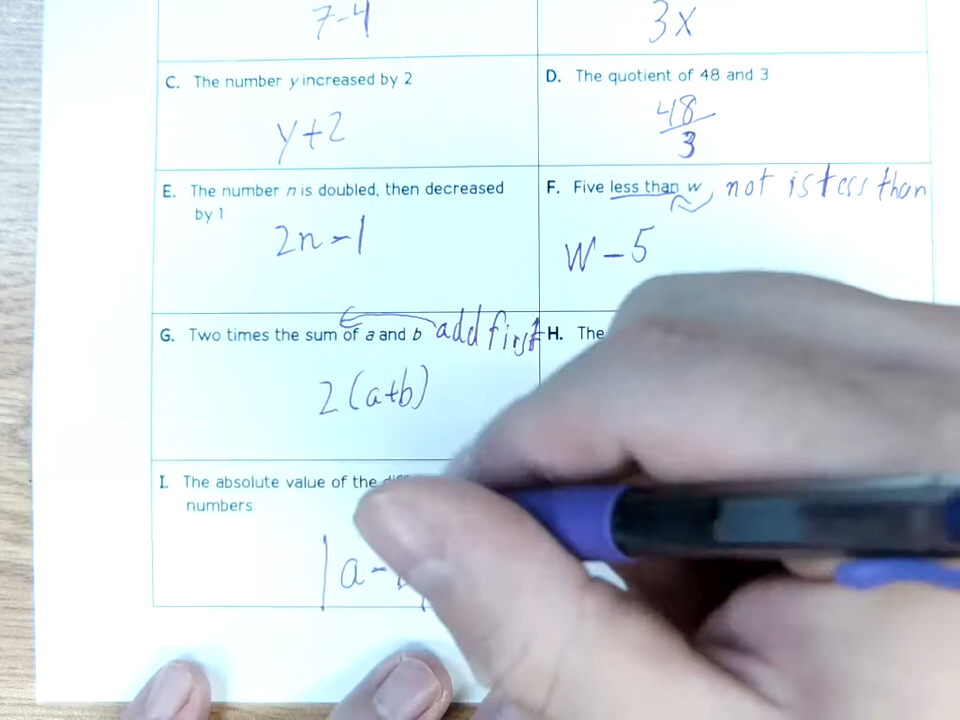 7-4
3x
C. The number y increased by 2
D. The quotient of 48 and 3
y+2
48
3
E. The number n is doubled, then decreased
by 1
F. Five less than w, not is less than
2n-1
w-5
G. Two times the sum of a and b add first
H. The
2(a+b)
I. The absolute value of the
numbers
|a-